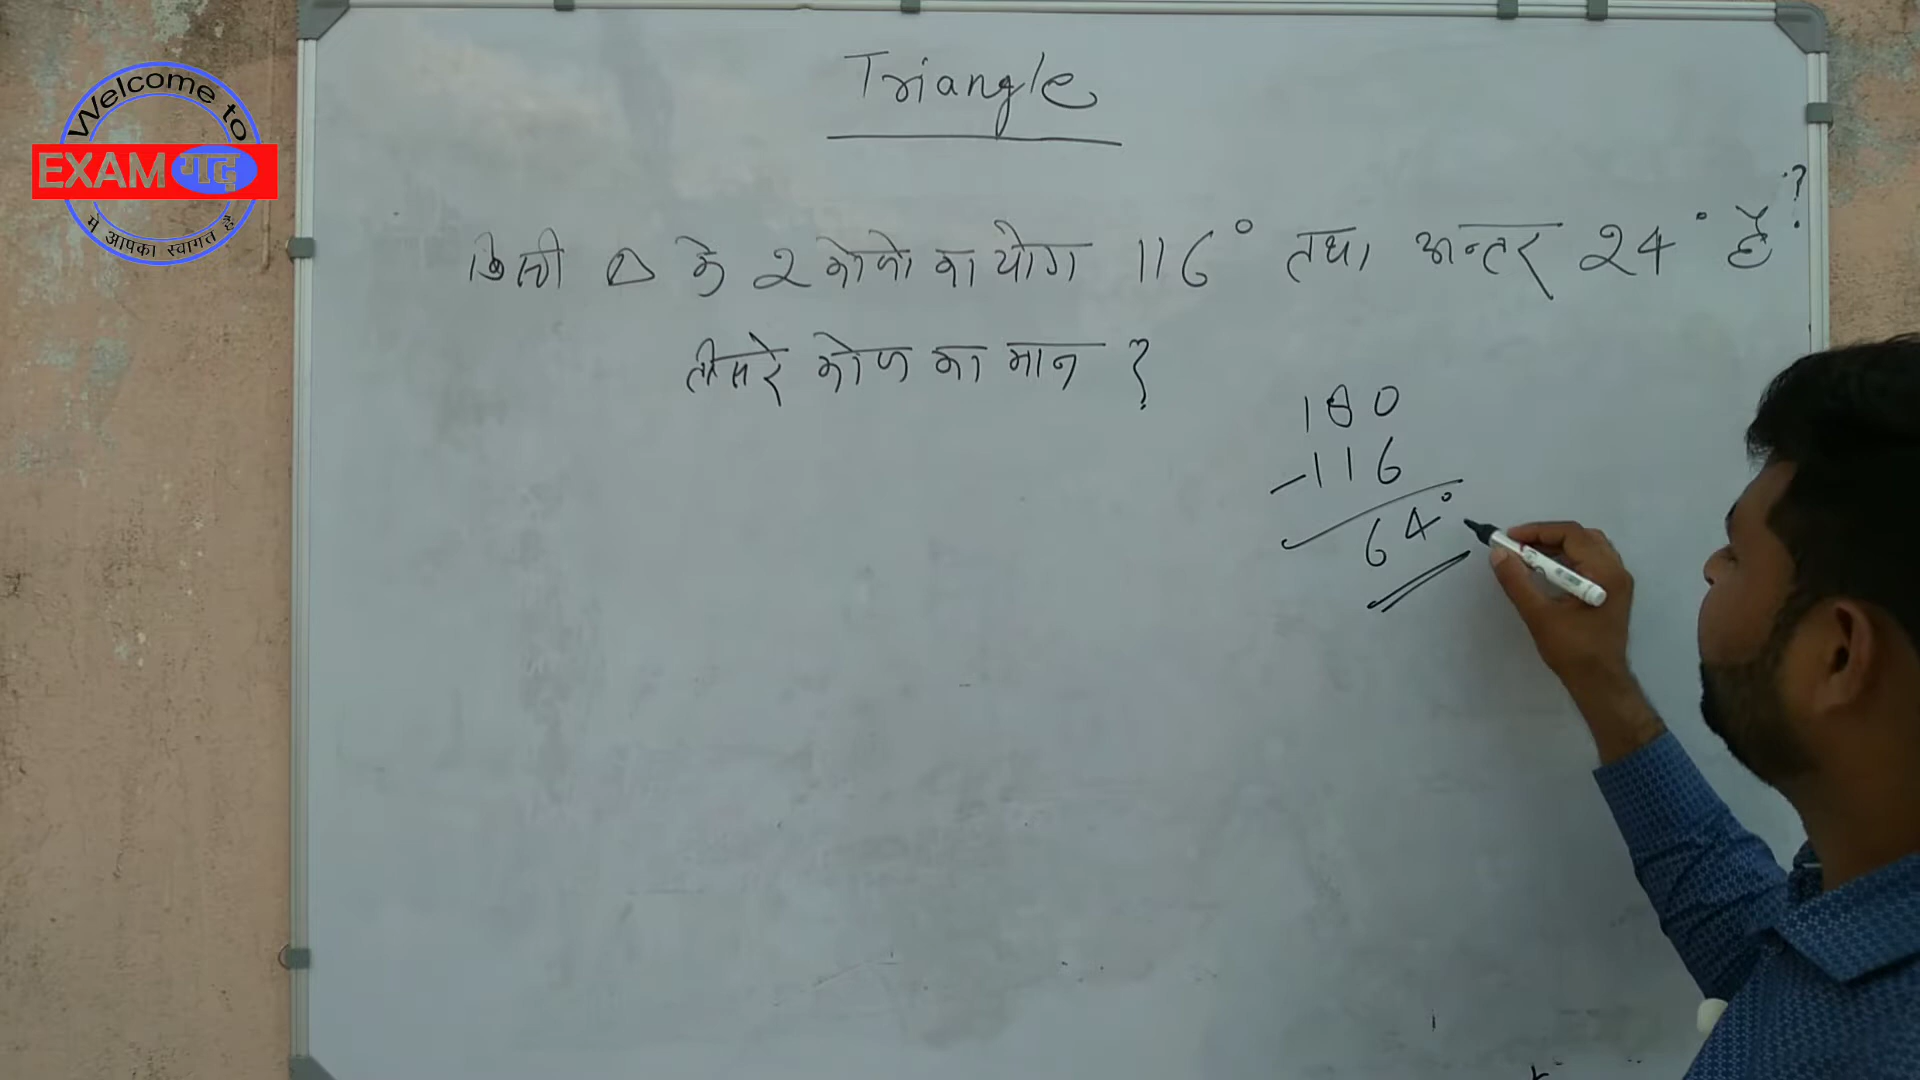 Welcome to
EXAM गढ़
मे आपका स्वागत है
Triangle
किसी △ के 2 कोणो का योग 116° तथा अन्तर 24° है ?
तीसरे कोण का मान ?
180
-116
64°